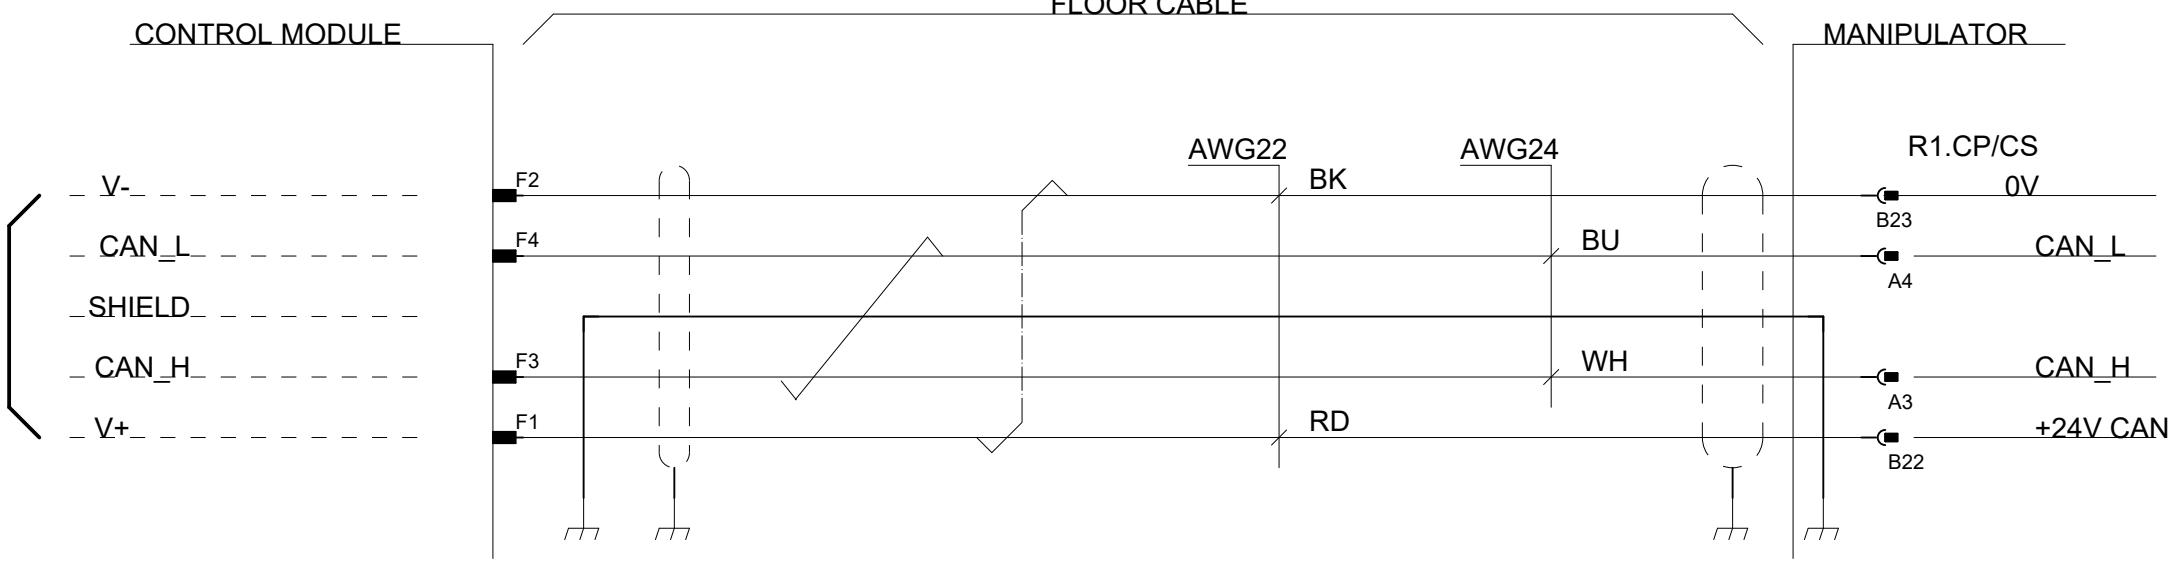 FLOOR CABLE
CONTROL MODULE
MANIPULATOR
AWG22
AWG24
R1.CP/CS
V-
F2
BK
0V
B23
CAN_L
F4
BU
CAN_L
A4
SHIELD
CAN_H
F3
WH
CAN_H
A3
V+
F1
RD
+24V CAN
B22